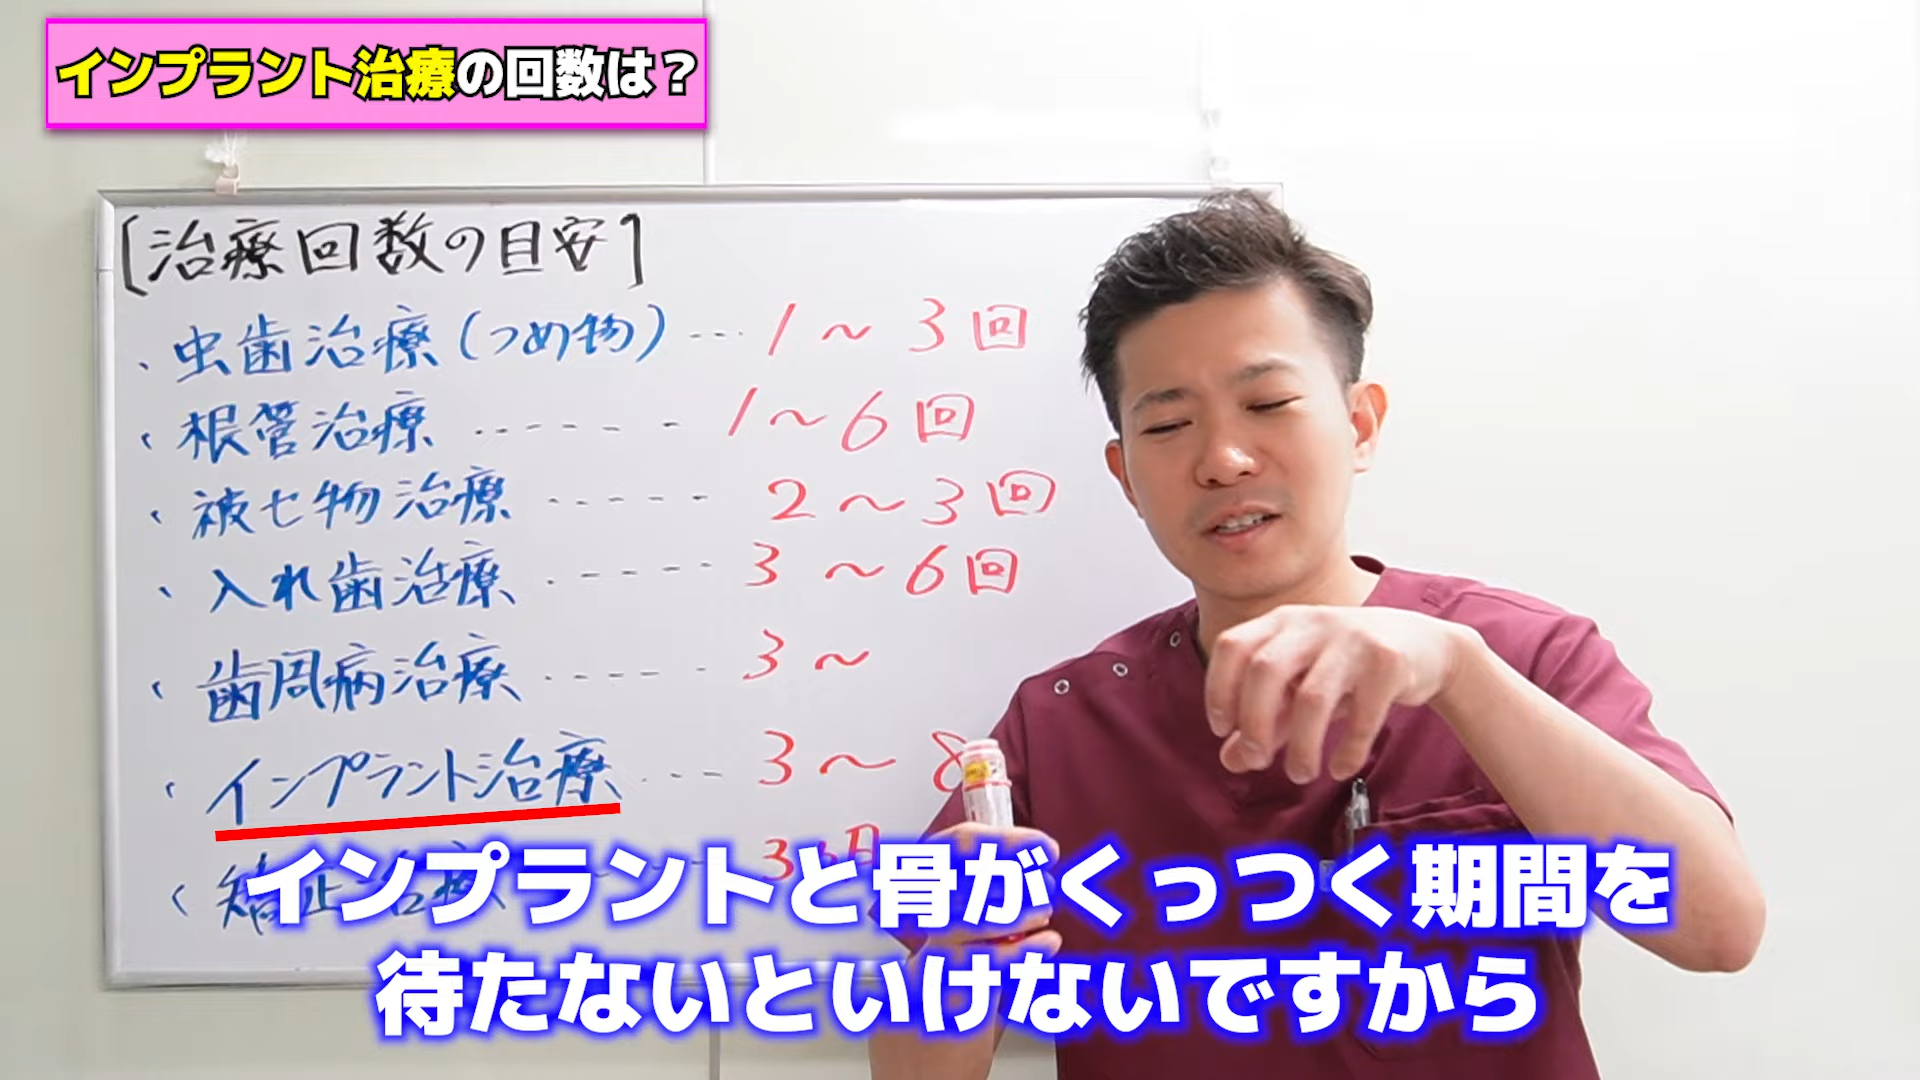 インプラント治療の回数は？
[治療回数の目安]
・虫歯治療(つめ物)…1～3回
・根管治療……1～6回
・被せ物治療……2～3回
・入れ歯治療……3～6回
・歯周病治療……3～
・インプラント治療…3～8
インプラントと骨がくっつく期間を
待たないといけないですから